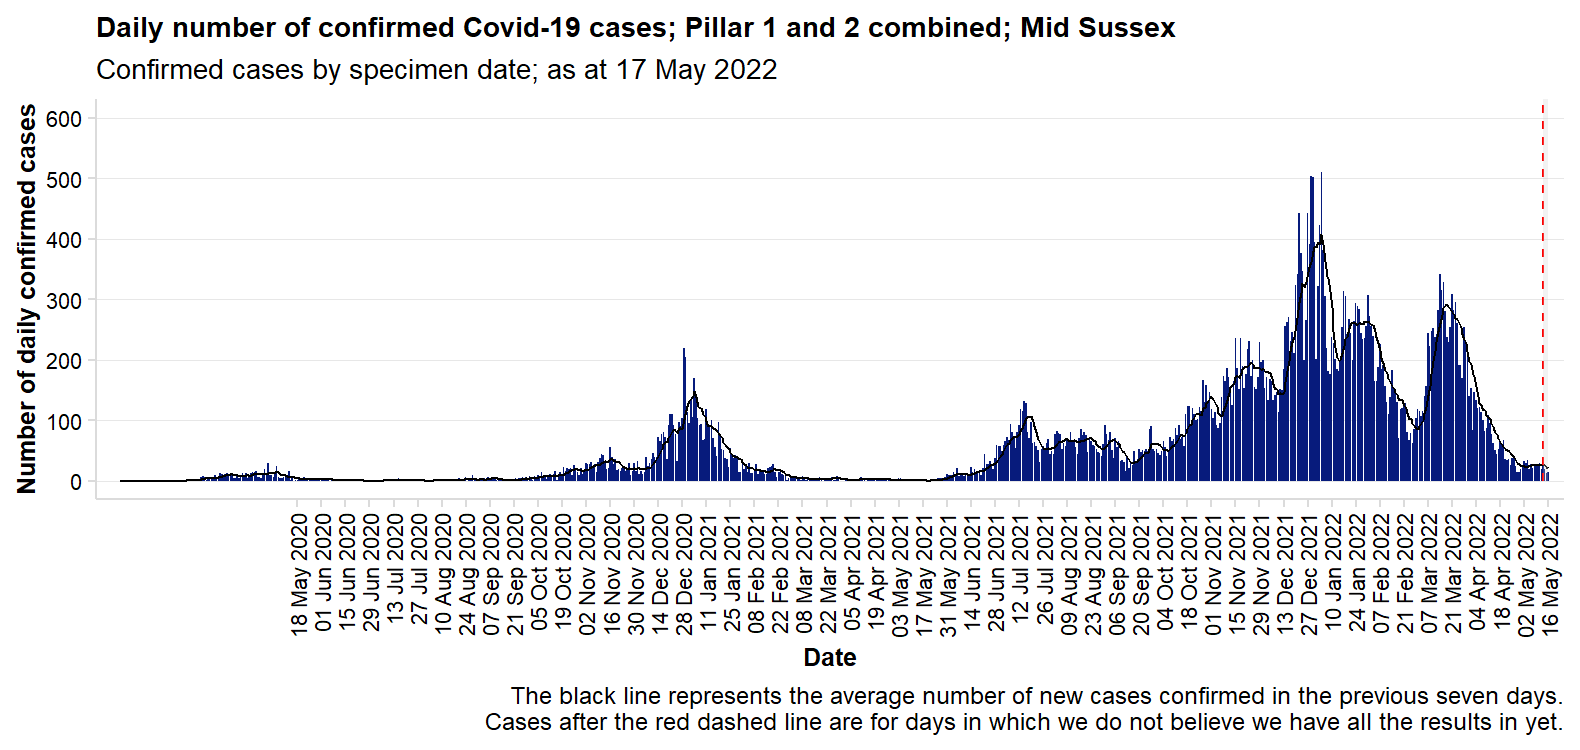 Daily number of confirmed Covid-19 cases; Pillar 1 and 2 combined; Mid Sussex
Confirmed cases by specimen date; as at 17 May 2022
Number of daily confirmed cases
600
500
400
300
200
100
0
18 May 2020
01 Jun 2020
15 Jun 2020
29 Jun 2020
13 Jul 2020
27 Jul 2020
10 Aug 2020
24 Aug 2020
07 Sep 2020
21 Sep 2020
05 Oct 2020
19 Oct 2020
02 Nov 2020
16 Nov 2020
30 Nov 2020
14 Dec 2020
28 Dec 2020
11 Jan 2021
25 Jan 2021
08 Feb 2021
22 Feb 2021
08 Mar 2021
22 Mar 2021
05 Apr 2021
19 Apr 2021
03 May 2021
17 May 2021
31 May 2021
14 Jun 2021
28 Jun 2021
12 Jul 2021
26 Jul 2021
09 Aug 2021
23 Aug 2021
06 Sep 2021
20 Sep 2021
04 Oct 2021
18 Oct 2021
01 Nov 2021
15 Nov 2021
29 Nov 2021
13 Dec 2021
27 Dec 2021
10 Jan 2022
24 Jan 2022
07 Feb 2022
21 Feb 2022
07 Mar 2022
21 Mar 2022
04 Apr 2022
18 Apr 2022
02 May 2022
16 May 2022
Date
The black line represents the average number of new cases confirmed in the previous seven days.
Cases after the red dashed line are for days in which we do not believe we have all the results in yet.